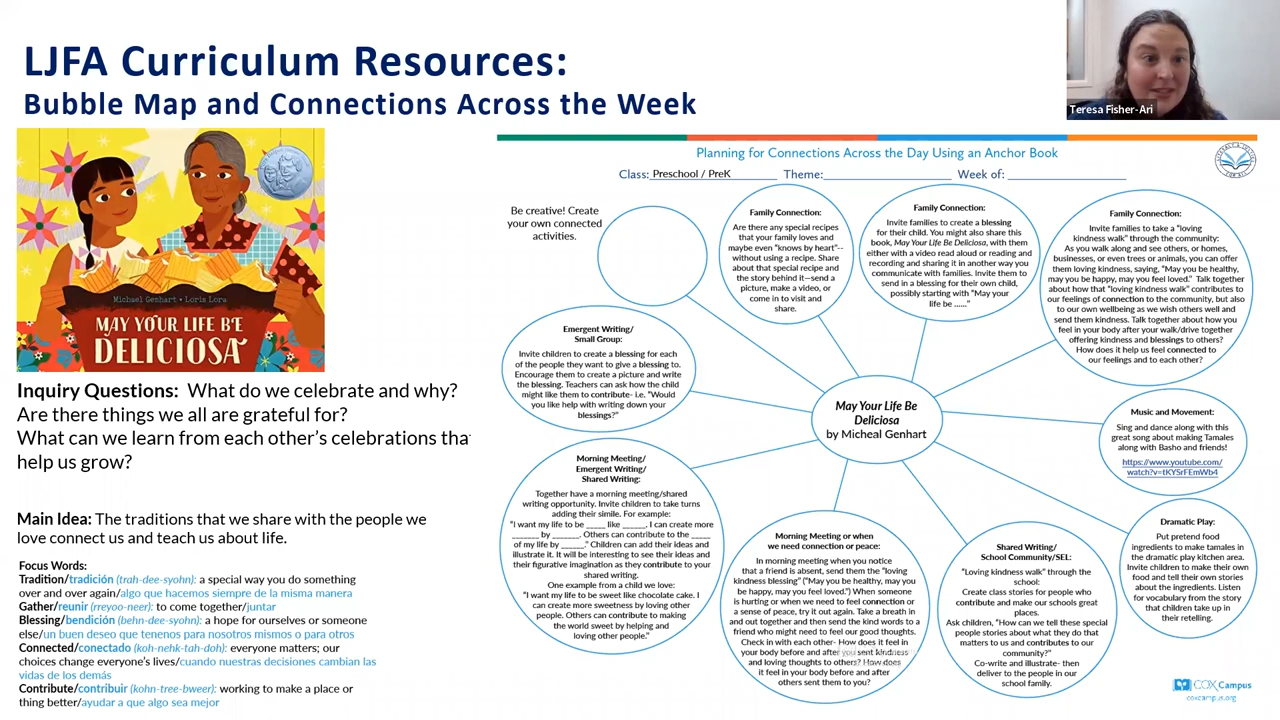 LJFA Curriculum Resources:
Bubble Map and Connections Across the Week
Teresa Fisher-Ari
Michael Genhart • Loris Lora
MAY YOUR LIFE BE
DELICIOSA
Inquiry Questions: What do we celebrate and why?
Are there things we all are grateful for?
What can we learn from each other's celebrations tha
help us grow?
Main Idea: The traditions that we share with the people we
love connect us and teach us about life.
Focus Words:
Tradition/tradición (trah-dee-syohn): a special way you do something
over and over again/algo que hacemos siempre de la misma manera
Gather/reunir (rreyoo-neer): to come together/juntar
Blessing/bendición (behn-dee-syohn): a hope for ourselves or someone
else/un buen deseo que tenenos para nosotros mismos o para otros
Connected/conectado (koh-nehk-tah-doh): everyone matters; our
choices change everyone's lives/cuando nuestras decisiones cambian las
vidas de los demás
Contribute/contribuir (kohn-tree-bweer): working to make a place or
thing better/ayudar a que algo sea mejor
Planning for Connections Across the Day Using an Anchor Book
Class: Preschool / PreK Theme: Week of:
Be creative! Create
your own connected
activities.
Family Connection:
Are there any special recipes
that your family loves and
maybe even "knows by heart"--
without using a recipe. Share
about that special recipe and
the story behind it—send a
picture, make a video, or
come in to visit and
share.
Family Connection:
Invite families to create a blessing
for their child. You might also share this
book, May Your Life Be Deliciosa, with them
either with a video read aloud or reading and
recording and sharing it in another way you
communicate with families. Invite them to
send in a blessing for their own child,
possibly starting with "May your
life be ......"
Family Connection:
Invite families to take a "loving
kindness walk" through the community:
As you walk along and see others, or homes,
businesses, or even trees or animals, you can offer
them loving kindness, saying, "May you be healthy,
may you be happy, may you feel loved." Talk together
about how that "loving kindness walk" contributes to
our feelings of connection to the community, but also
to our own wellbeing as we wish others well and
send them kindness. Talk together about how you
feel in your body after your walk/drive together
offering kindness and blessings to others?
How does it help us feel connected to
our feelings and to each other?
Emergent Writing/
Small Group:
Invite children to create a blessing for each
of the people they want to give a blessing to.
Encourage them to create a picture and write
the blessing. Teachers can ask how the child
might like them to contribute- i.e. "Would
you like help with writing down your
blessings?"
May Your Life Be
Deliciosa
by Micheal Genhart
Music and Movement:
Sing and dance along with this
great song about making Tamales
along with Basho and friends!
https://www.youtube.com/
watch?v=tKYSrFEmWb4
Morning Meeting/
Emergent Writing/
Shared Writing:
Together have a morning meeting/shared
writing opportunity. Invite children to take turns
adding their simile. For example:
"I want my life to be _____ like ______. I can create more
_______ by _______. Others can contribute to the _____
of my life by ______." Children can add their ideas and
illustrate it. It will be interesting to see their ideas and
their figurative imagination as they contribute to your
shared writing.
One example from a child we love:
"I want my life to be sweet like chocolate cake. I
can create more sweetness by loving other
people. Others can contribute to making
the world sweet by helping and
loving other people."
Morning Meeting or when
we need connection or peace:
In morning meeting when you notice
that a friend is absent, send them the "loving
kindness blessing" ("May you be healthy, may you
be happy, may you feel loved.") When someone
is hurting or when we need to feel connection or
a sense of peace, try it out again. Take a breath in
and out together and then send the kind words to a
friend who might need to feel our good thoughts.
Check in with each other- How does it feel in
your body before and after you sent kindness
and loving thoughts to others? How does
it feel in your body before and after
others sent them to you?
Shared Writing/
School Community/SEL:
"Loving kindness walk" through the
school:
Create class stories for people who
contribute and make our schools great
places.
Ask children, "How can we tell these special
people stories about what they do that
matters to us and contributes to our
community?"
Co-write and illustrate- then
deliver to the people in our
school family.
Dramatic Play:
Put pretend food
ingredients to make tamales in
the dramatic play kitchen area.
Invite children to make their own
food and tell their own stories
about the ingredients. Listen
for vocabulary from the story
that children take up in
their retelling.
COX Campus
coxcampus.org